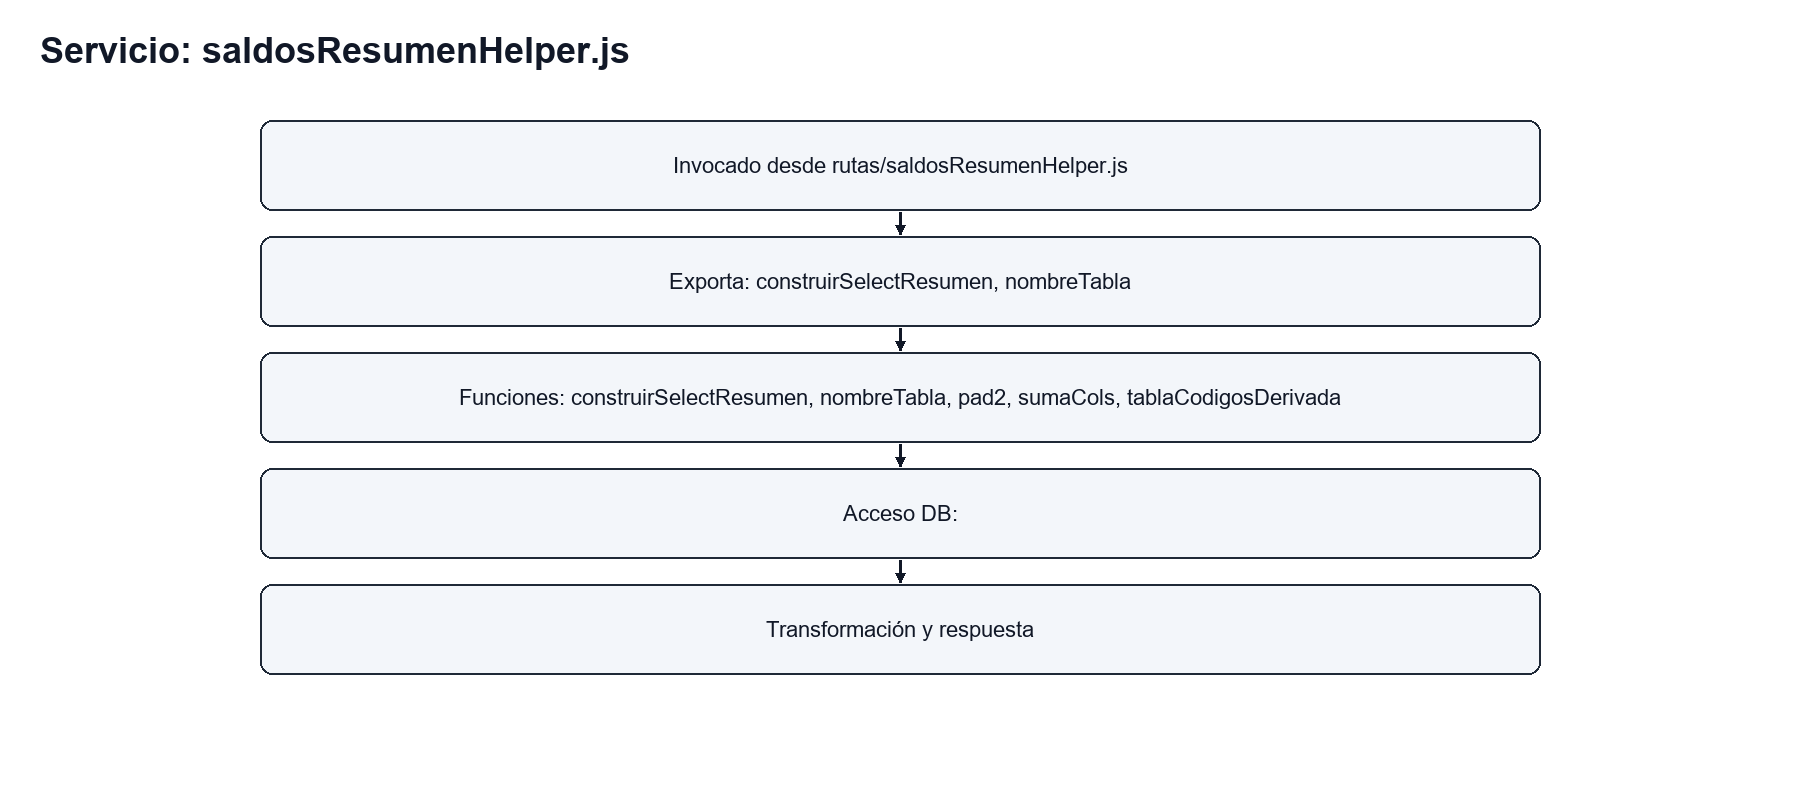 Servicio: saldosResumenHelper.js
Invocado desde rutas/saldosResumenHelper.js
Exporta: construirSelectResumen, nombreTabla
Funciones: construirSelectResumen, nombreTabla, pad2, sumaCols, tablaCodigosDerivada
Acceso DB:
Transformación y respuesta